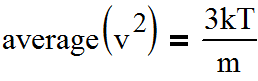 average(v²) = 3kT/m